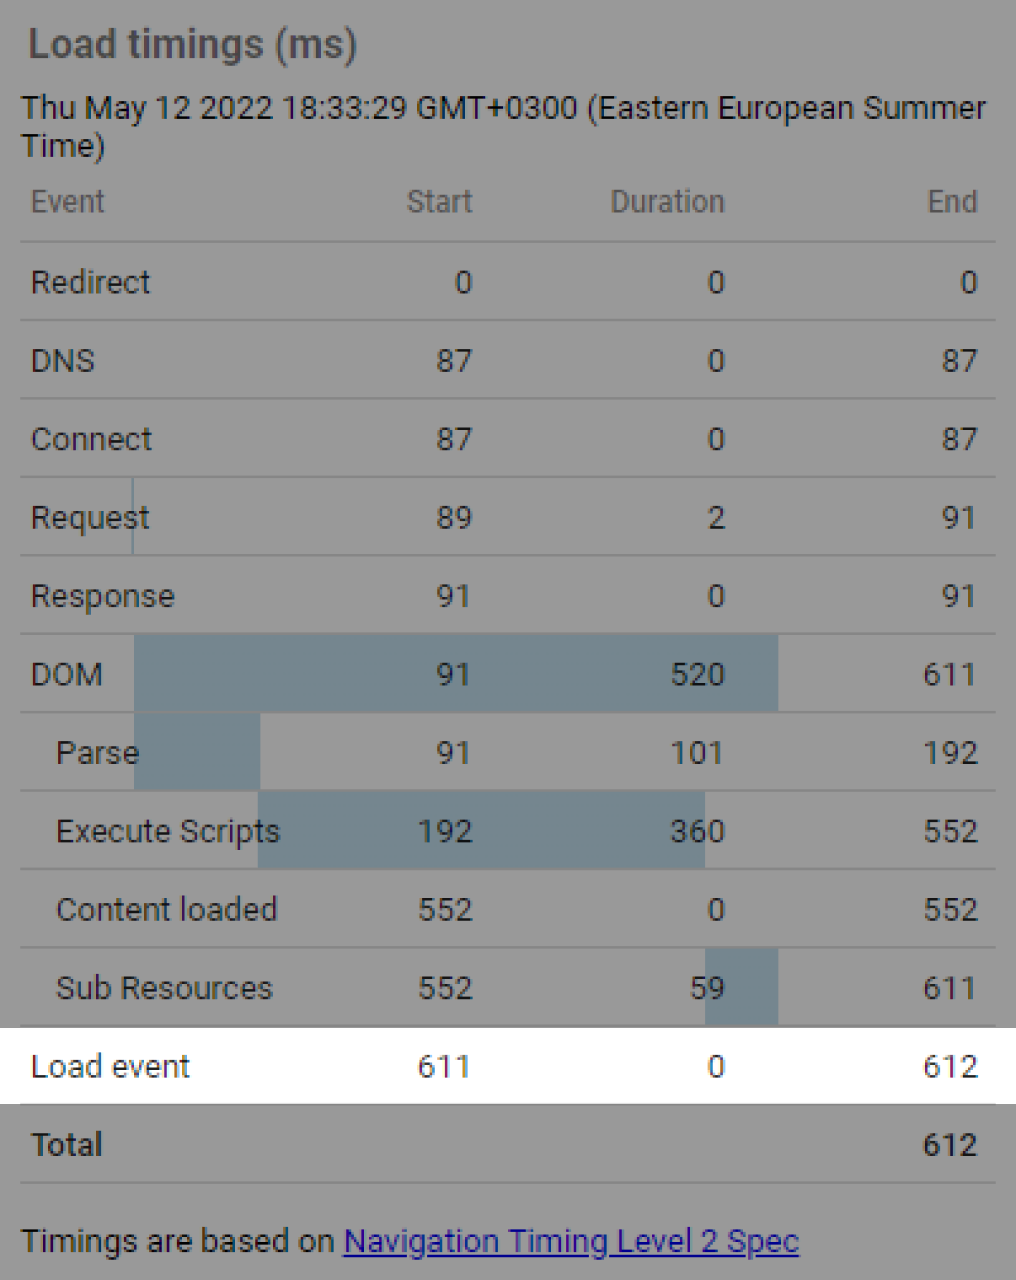 Load timings (ms)
Thu May 12 2022 18:33:29 GMT+0300 (Eastern European Summer
Time)
Event Start Duration End
Redirect 0 0 0
DNS 87 0 87
Connect 87 0 87
Request 89 2 91
Response 91 0 91
DOM 91 520 611
Parse 91 101 192
Execute Scripts 192 360 552
Content loaded 552 0 552
Sub Resources 552 59 611
Load event 611 0 612
Total 612
Timings are based on Navigation Timing Level 2 Spec